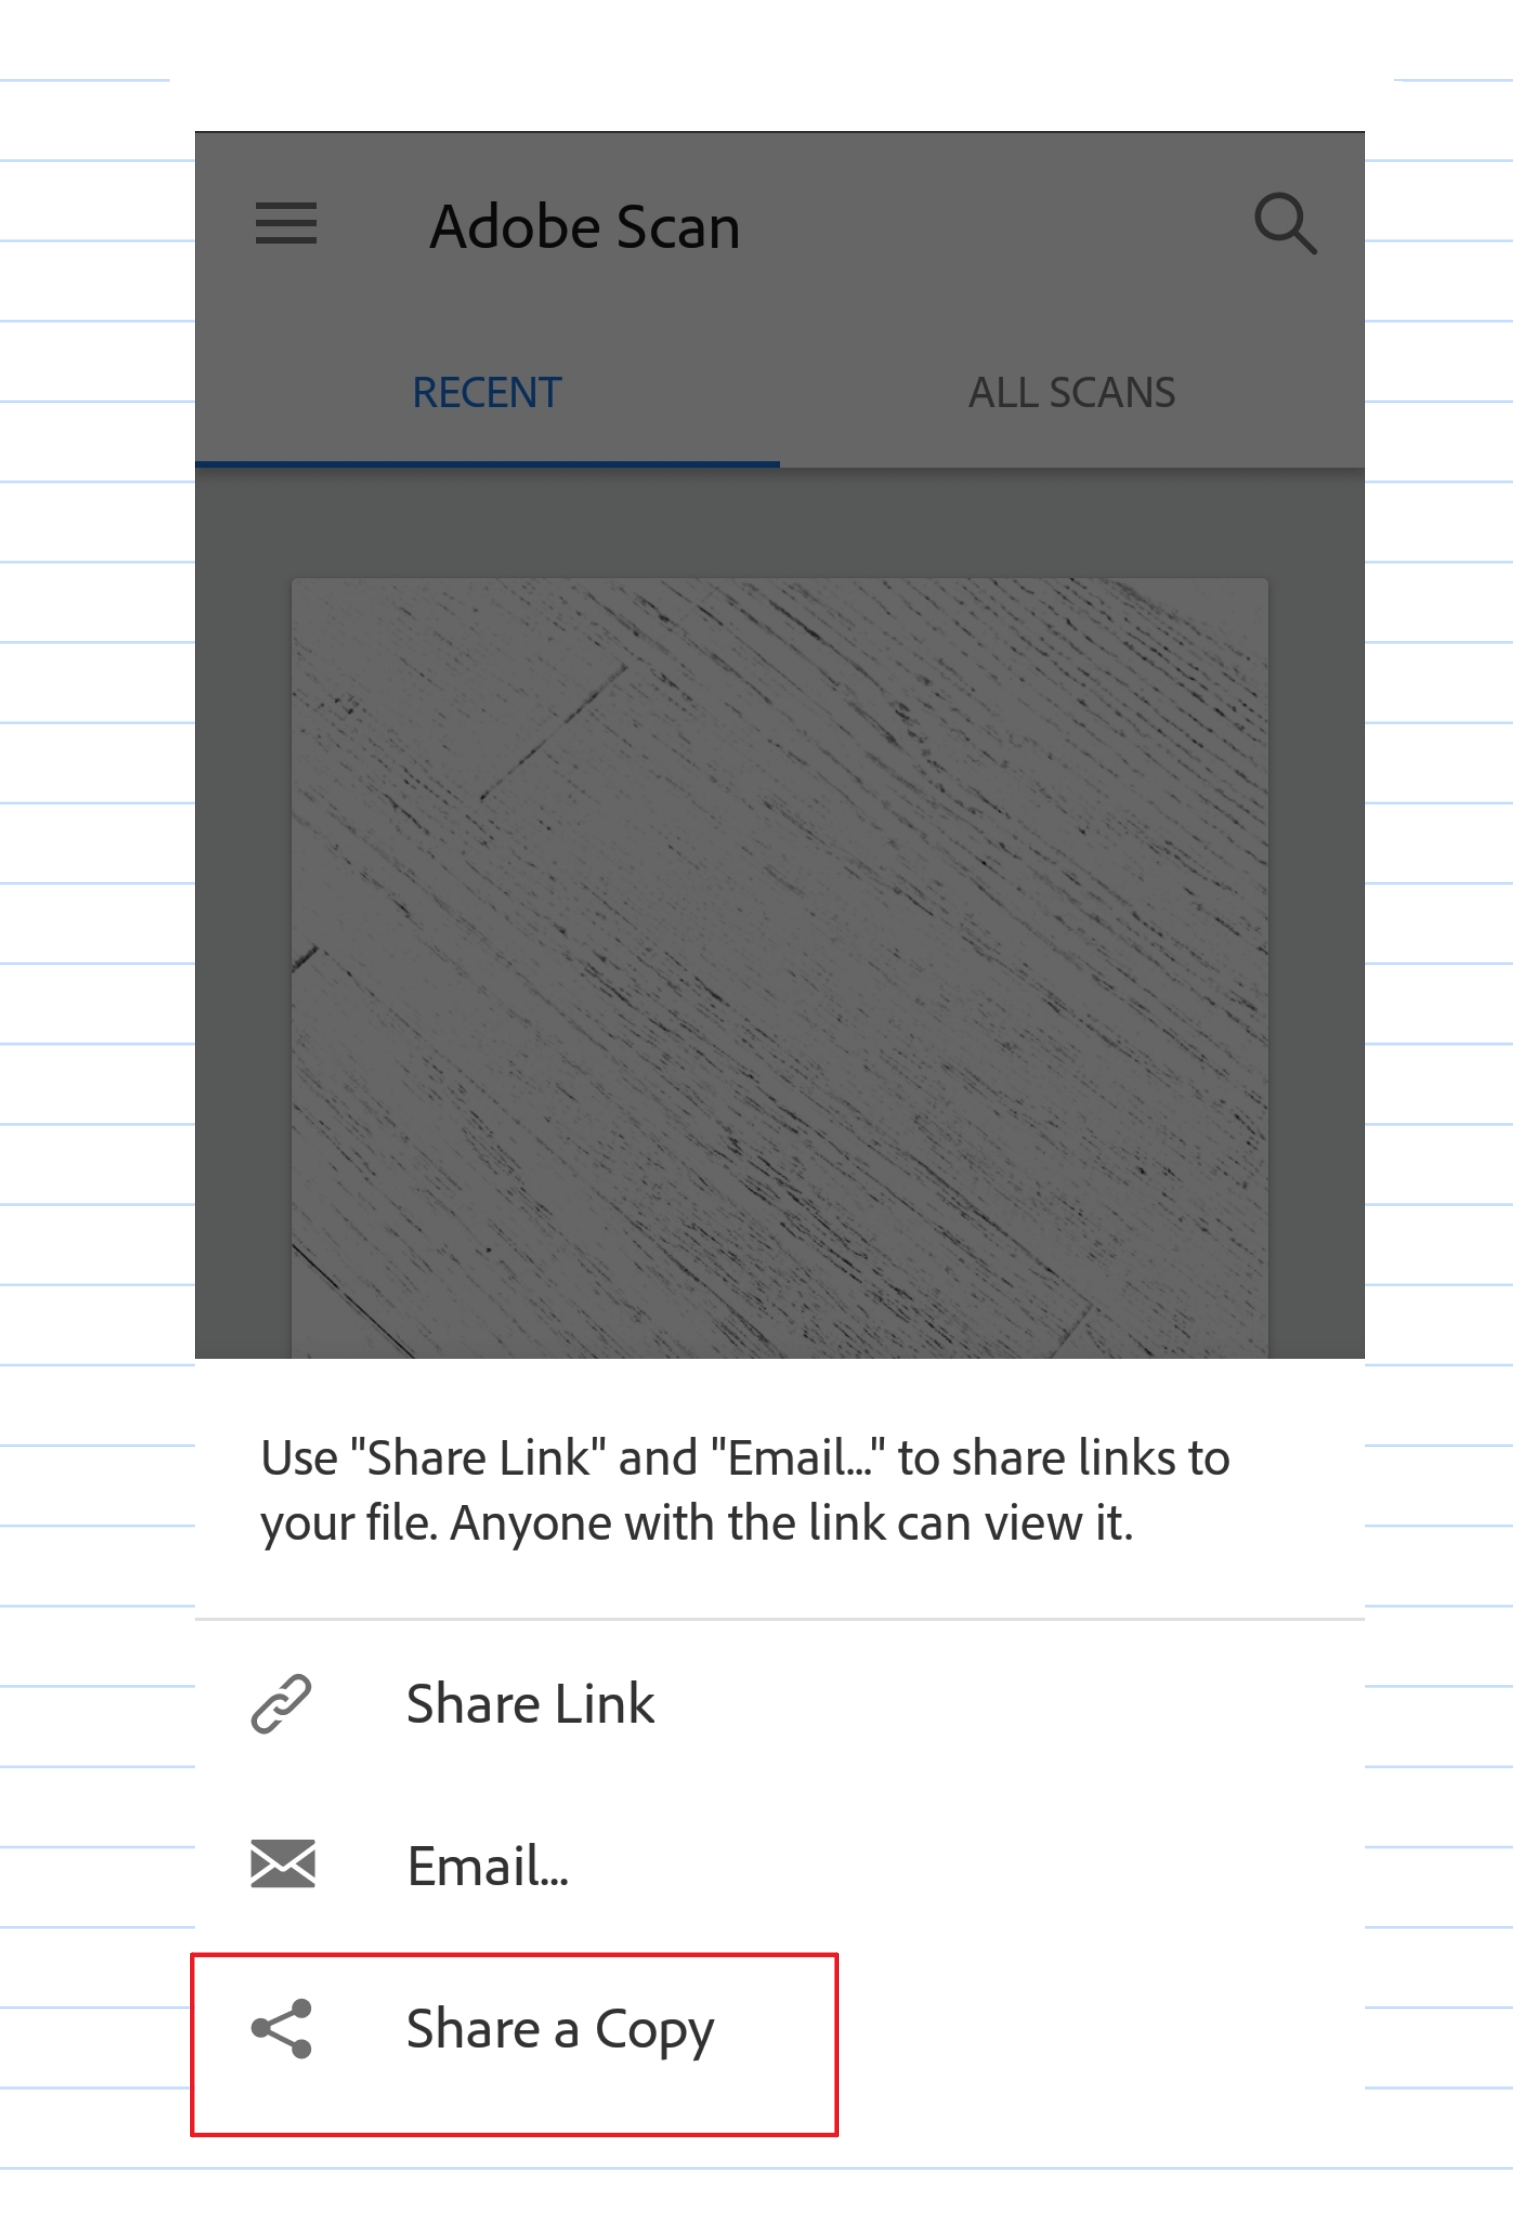 Adobe Scan
RECENT ALL SCANS
Use "Share Link" and "Email..." to share links to
your file. Anyone with the link can view it.
Share Link
Email...
Share a Copy